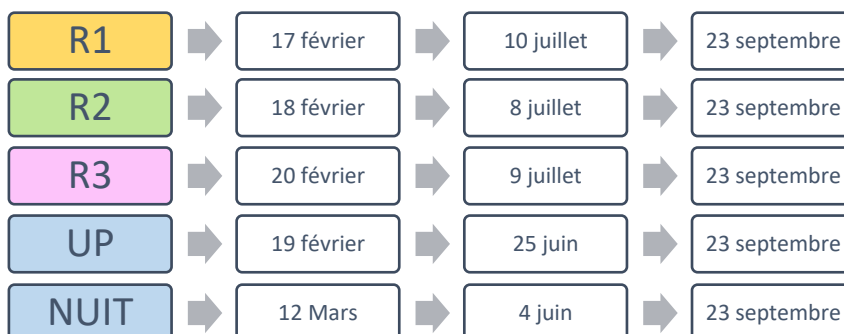 R1 17 février 10 juillet 23 septembre
R2 18 février 8 juillet 23 septembre
R3 20 février 9 juillet 23 septembre
UP 19 février 25 juin 23 septembre
NUIT 12 Mars 4 juin 23 septembre